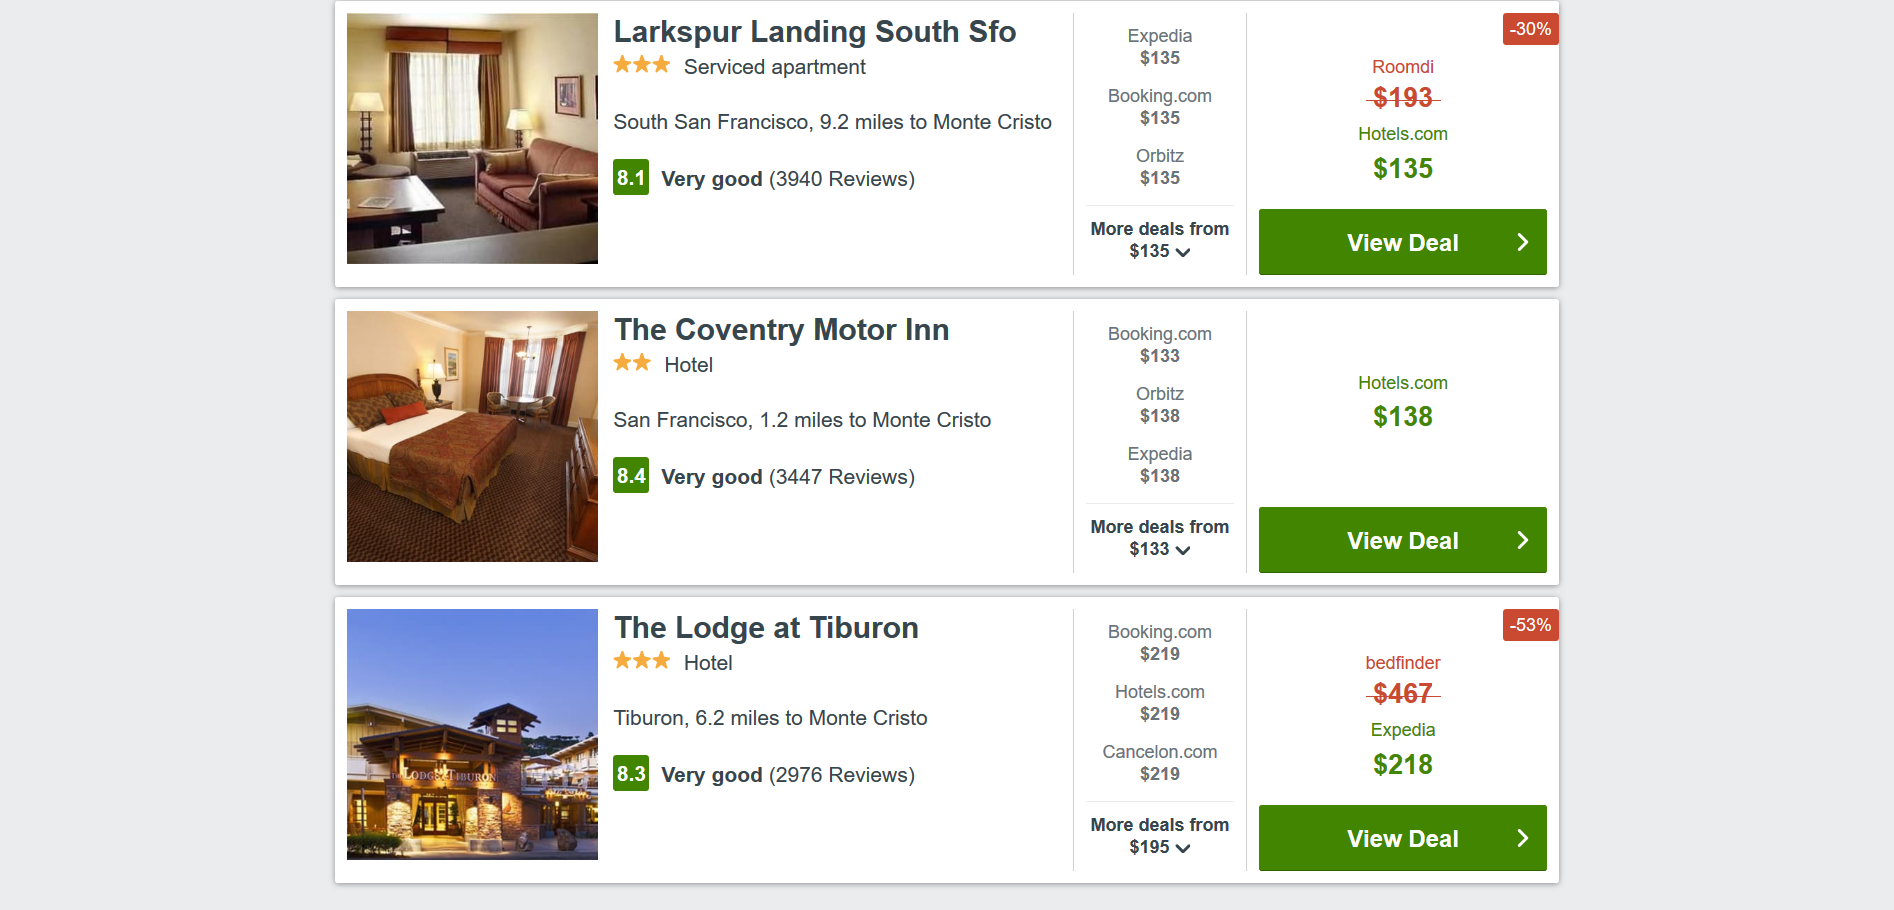 Larkspur Landing South Sfo
Serviced apartment
South San Francisco, 9.2 miles to Monte Cristo
8.1 Very good (3940 Reviews)
Expedia
$135
Booking.com
$135
Orbitz
$135
More deals from
$135
-30%
Roomdi
$193
Hotels.com
$135
View Deal
The Coventry Motor Inn
Hotel
San Francisco, 1.2 miles to Monte Cristo
8.4 Very good (3447 Reviews)
Booking.com
$133
Orbitz
$138
Expedia
$138
More deals from
$133
Hotels.com
$138
View Deal
THE LODGE AT TIBURON
The Lodge at Tiburon
Hotel
Tiburon, 6.2 miles to Monte Cristo
8.3 Very good (2976 Reviews)
Booking.com
$219
Hotels.com
$219
Cancelon.com
$219
More deals from
$195
-53%
bedfinder
$467
Expedia
$218
View Deal